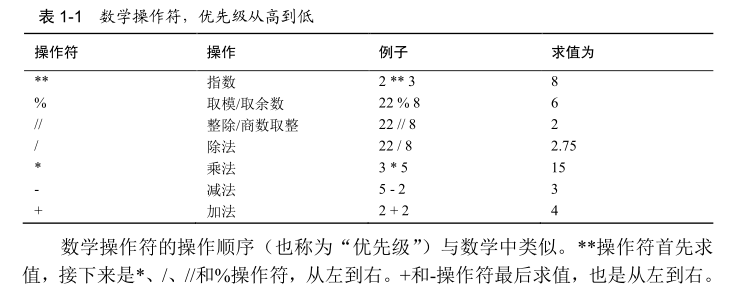 表 1-1 数学操作符，优先级从高到低
操作符 操作 例子 求值为
** 指数 2 ** 3 8
% 取模/取余数 22 % 8 6
// 整除/商数取整 22 // 8 2
/ 除法 22 / 8 2.75
* 乘法 3 * 5 15
- 减法 5 - 2 3
+ 加法 2 + 2 4
数学操作符的操作顺序（也称为“优先级”）与数学中类似。**操作符首先求
值，接下来是*、/、//和%操作符，从左到右。+和-操作符最后求值，也是从左到右。